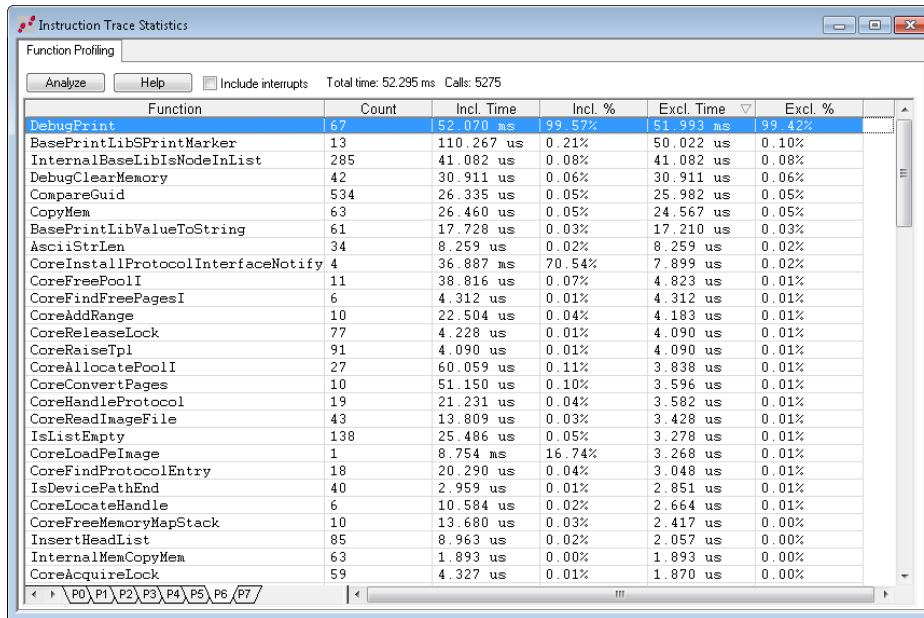 Instruction Trace Statistics
Function Profiling
Analyze Help Include interrupts Total time: 52.295 ms Calls: 5275
Function Count Incl. Time Incl. % Excl. Time Excl. %
DebugPrint 67 52.070 ms 99.57% 51.993 ms 99.42%
BasePrintLibSPrintMarker 13 110.267 us 0.21% 50.022 us 0.10%
InternalBaseLibIsNodeInList 285 41.082 us 0.08% 41.082 us 0.08%
DebugClearMemory 42 30.911 us 0.06% 30.911 us 0.06%
CompareGuid 534 26.335 us 0.05% 25.982 us 0.05%
CopyMem 63 26.460 us 0.05% 24.567 us 0.05%
BasePrintLibValueToString 61 17.728 us 0.03% 17.210 us 0.03%
AsciiStrLen 34 8.259 us 0.02% 8.259 us 0.02%
CoreInstallProtocolInterfaceNotify 4 36.887 ms 70.54% 7.899 us 0.02%
CoreFreePoolI 11 38.816 us 0.07% 4.823 us 0.01%
CoreFindFreePagesI 6 4.312 us 0.01% 4.312 us 0.01%
CoreAddRange 10 22.504 us 0.04% 4.183 us 0.01%
CoreReleaseLock 77 4.228 us 0.01% 4.090 us 0.01%
CoreRaiseTpl 91 4.090 us 0.01% 4.090 us 0.01%
CoreAllocatePoolI 27 60.059 us 0.11% 3.838 us 0.01%
CoreConvertPages 10 51.150 us 0.10% 3.596 us 0.01%
CoreHandleProtocol 19 21.231 us 0.04% 3.582 us 0.01%
CoreReadImageFile 43 13.809 us 0.03% 3.428 us 0.01%
IsListEmpty 138 25.486 us 0.05% 3.278 us 0.01%
CoreLoadPeImage 1 8.754 ms 16.74% 3.268 us 0.01%
CoreFindProtocolEntry 18 20.290 us 0.04% 3.048 us 0.01%
IsDevicePathEnd 40 2.959 us 0.01% 2.851 us 0.01%
CoreLocateHandle 6 10.584 us 0.02% 2.664 us 0.01%
CoreFreeMemoryMapStack 10 13.680 us 0.03% 2.417 us 0.00%
InsertHeadList 85 8.963 us 0.02% 2.057 us 0.00%
InternalMemCopyMem 63 1.893 us 0.00% 1.893 us 0.00%
CoreAcquireLock 59 4.327 us 0.01% 1.870 us 0.00%
P0 P1 P2 P3 P4 P5 P6 P7